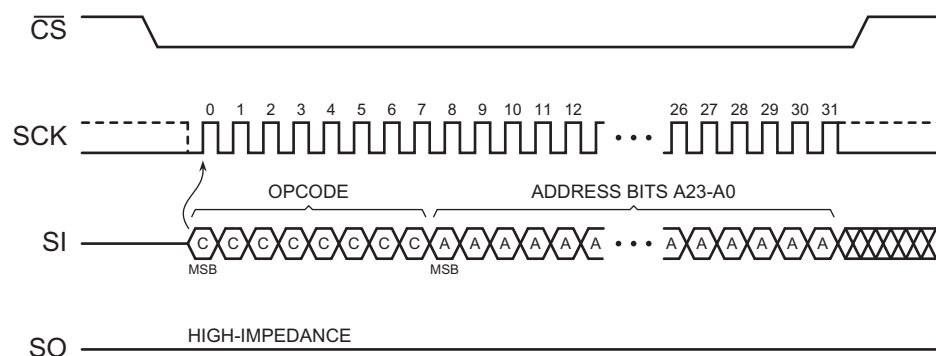 CS
SCK
0 1 2 3 4 5 6 7 8 9 10 11 12 26 27 28 29 30 31
OPCODE ADDRESS BITS A23-A0
SI
C C C C C C C C A A A A A A A A A A A A
MSB MSB
HIGH-IMPEDANCE
SO